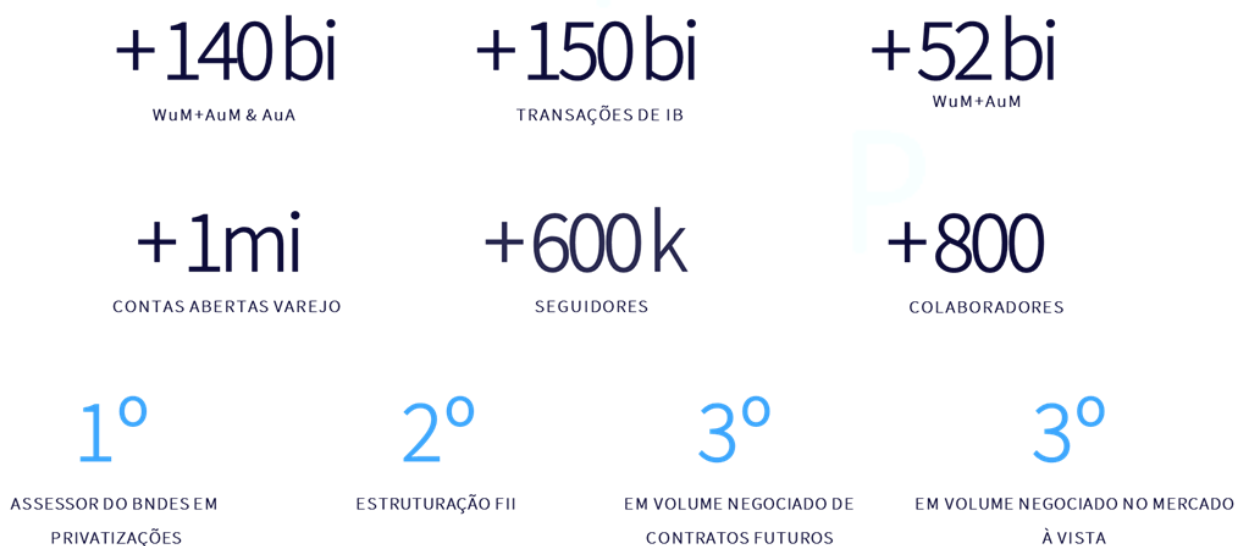 +140 bi
+150 bi
+52 bi
WuM+AuM & AuA
TRANSAÇÕES DE IB
WuM+AuM
+1mi
+600 k
+800
CONTAS ABERTAS VAREJO
SEGUIDORES
COLABORADORES
1º
2º
3º
3º
ASSESSOR DO BNDES EM
PRIVATIZAÇÕES
ESTRUTURAÇÃO FII
EM VOLUME NEGOCIADO DE
CONTRATOS FUTUROS
EM VOLUME NEGOCIADO NO MERCADO
À VISTA
P